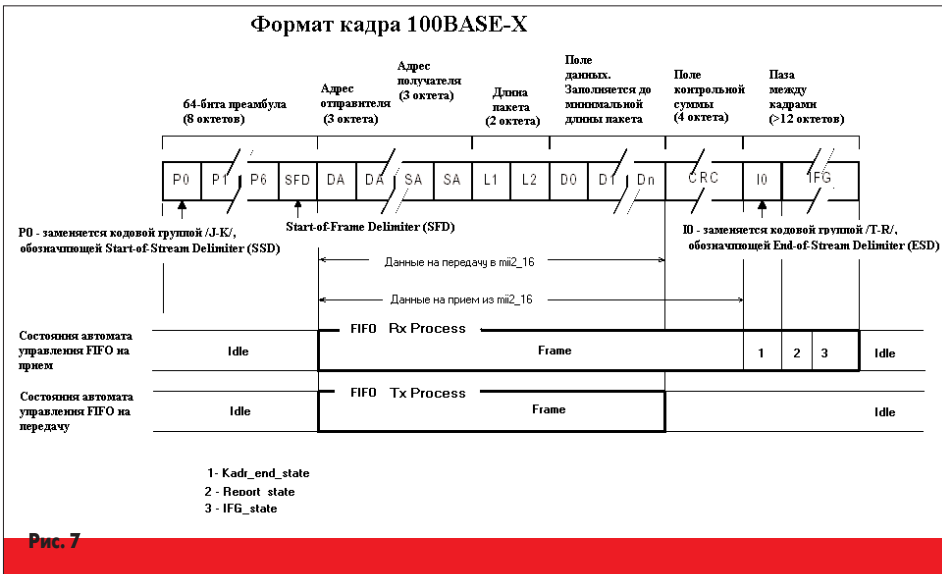 Формат кадра 100BASE-X
64-бита преамбула
(8 октетов)
Адрес
отправителя
(3 октета)
Адрес
получателя
(3 октета)
Длина
пакета
(2 октета)
Поле
данных.
Заполняется до
минимальной
длины пакета
Поле
контрольной
суммы
(4 октета)
Паза
между
кадрами
(>12 октетов)
P0 P1 P6 SFD DA DA SA SA L1 L2 D0 D1 Dn CRC I0 IFG
P0 - заменяется кодовой группой /J-K/,
обозначпощей Start-of-Stream Delimiter (SSD)
Start-of-Frame Delimiter (SFD)
I0 - заменяется кодовой группой /T-R/,
обозначпощей End-of-Stream Delimiter (ESD)
Данные на передачу в mii2_16
Данные на прием из mii2_16
Состояния автомата
управления FIFO на
прием
Idle
FIFO Rx Process
Frame
1 2 3
Idle
Состояния автомата
управления FIFO на
передачу
Idle
FIFO Tx Process
Frame
Idle
1- Kadr_end_state
2 - Report_state
3 - IFG_state
Рис. 7